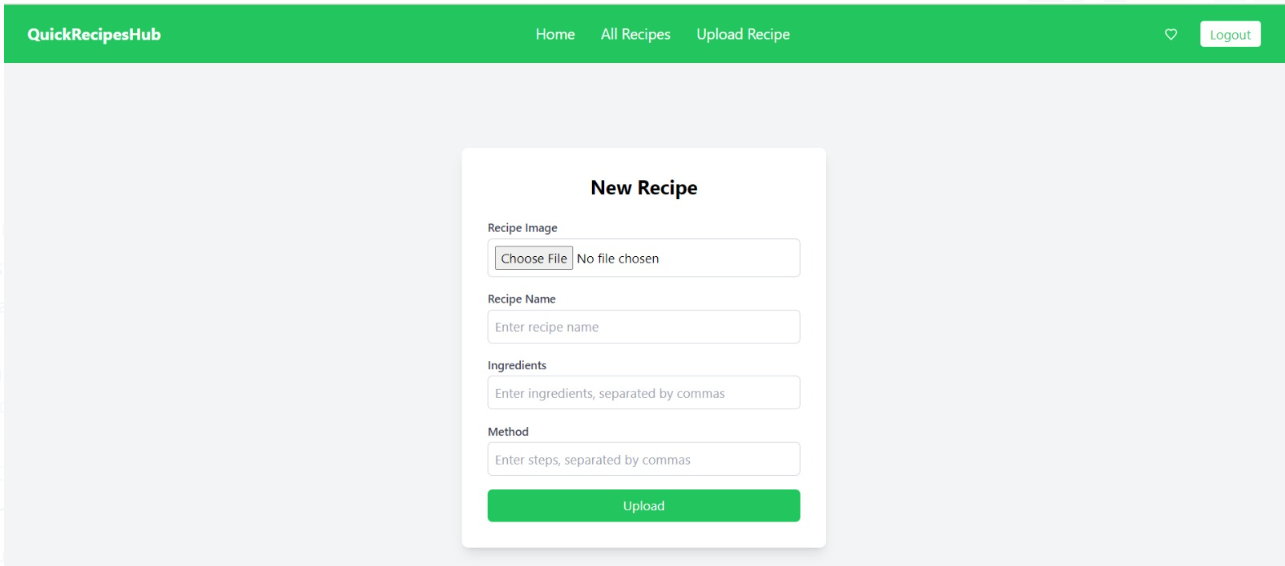 QuickRecipesHub Home All Recipes Upload Recipe Logout
New Recipe
Recipe Image
Choose File No file chosen
Recipe Name
Enter recipe name
Ingredients
Enter ingredients, separated by commas
Method
Enter steps, separated by commas
Upload